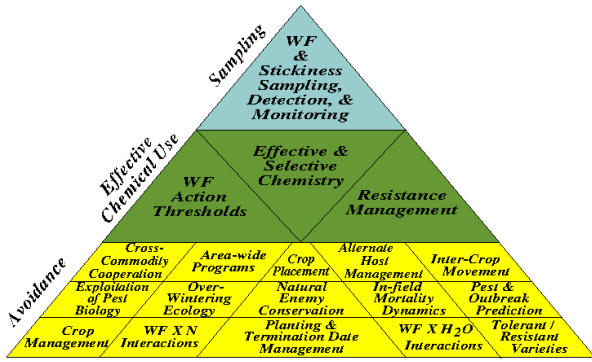 Sampling
WF
&
Stickiness
Sampling,
Detection, &
Monitoring
Effective
Chemical Use
WF
Action
Thresholds
Effective &
Selective
Chemistry
Resistance
Management
Avoidance
Cross-
Commodity
Cooperation
Area-wide
Programs
Crop
Placement
Alternate
Host
Management
Inter-Crop
Movement
Exploitation
of Pest
Biology
Over-
Wintering
Ecology
Natural
Enemy
Conservation
In-field
Mortality
Dynamics
Pest &
Outbreak
Prediction
Crop
Management
WF X N
Interactions
Planting &
Termination Date
Management
WF X H2O
Interactions
Tolerant /
Resistant
Varieties